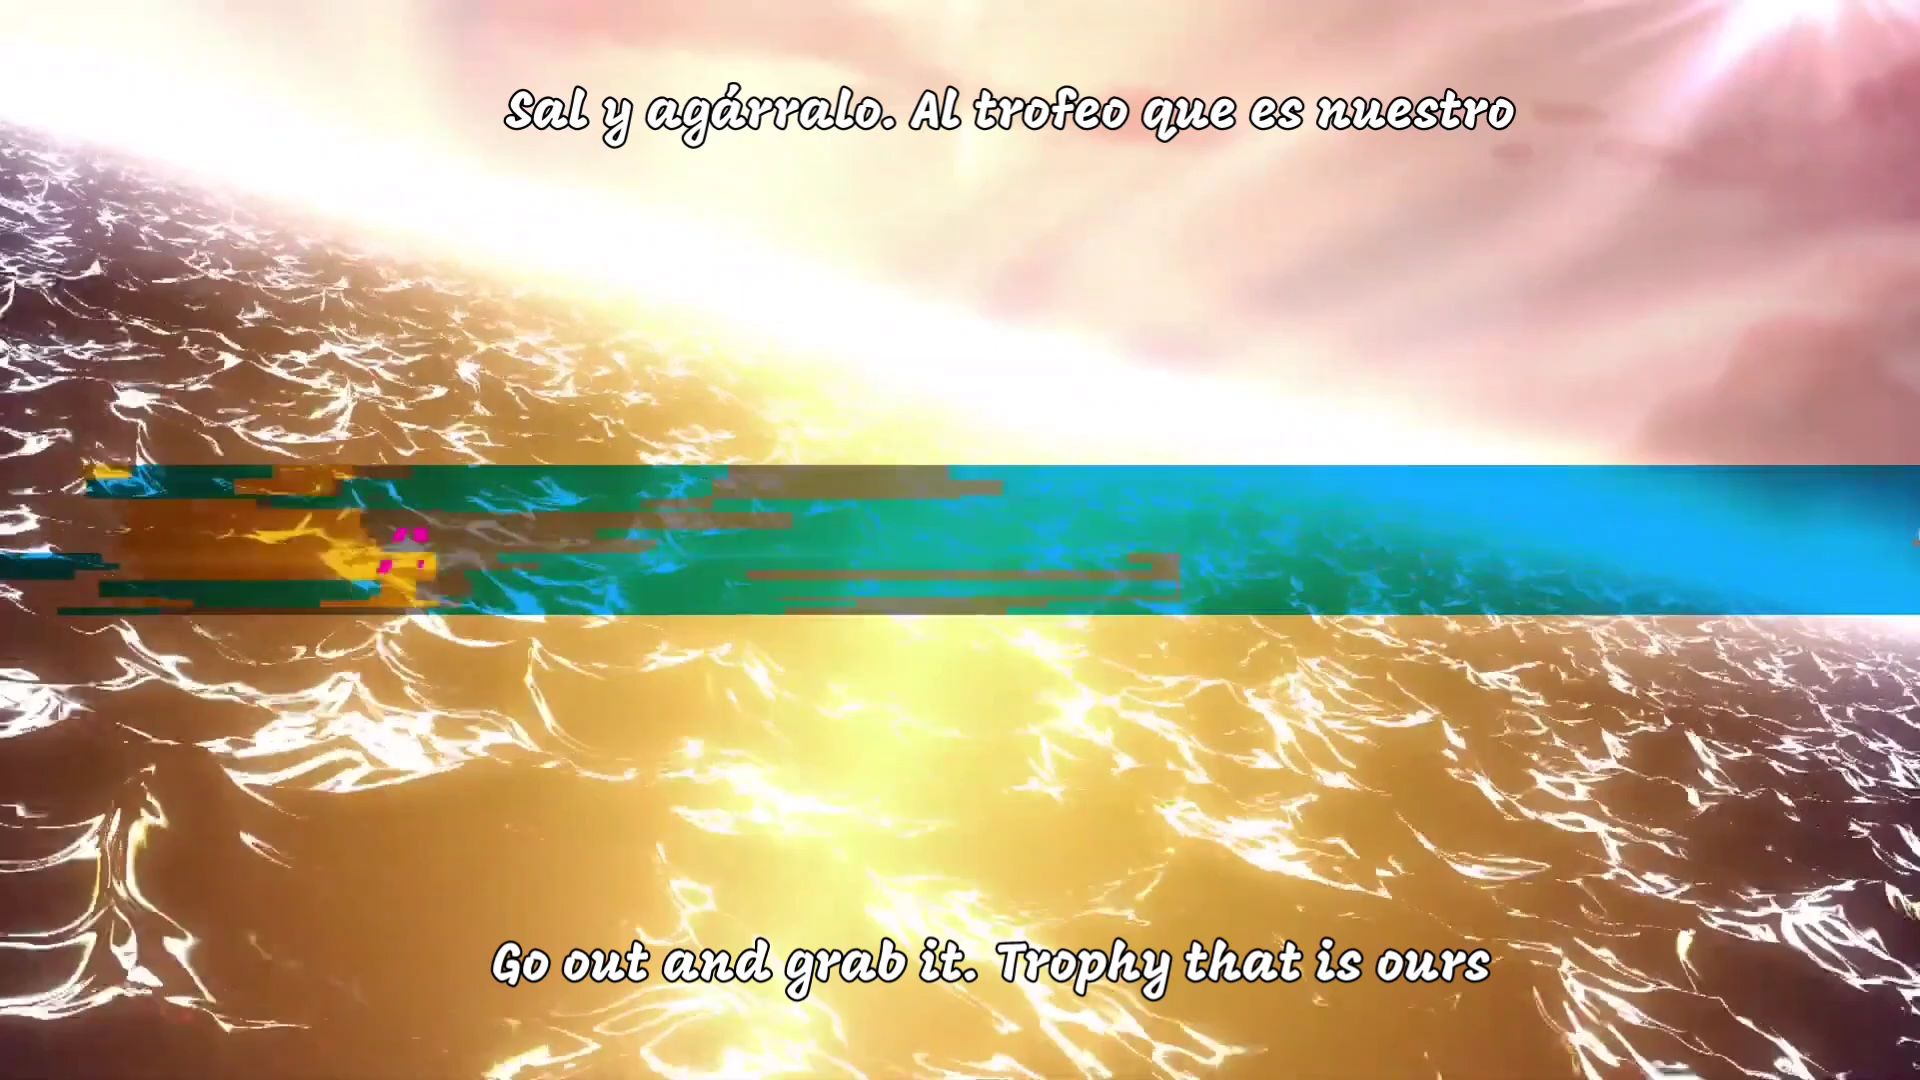 Sal y agárralo. Al trofeo que es nuestro
Go out and grab it. Trophy that is ours